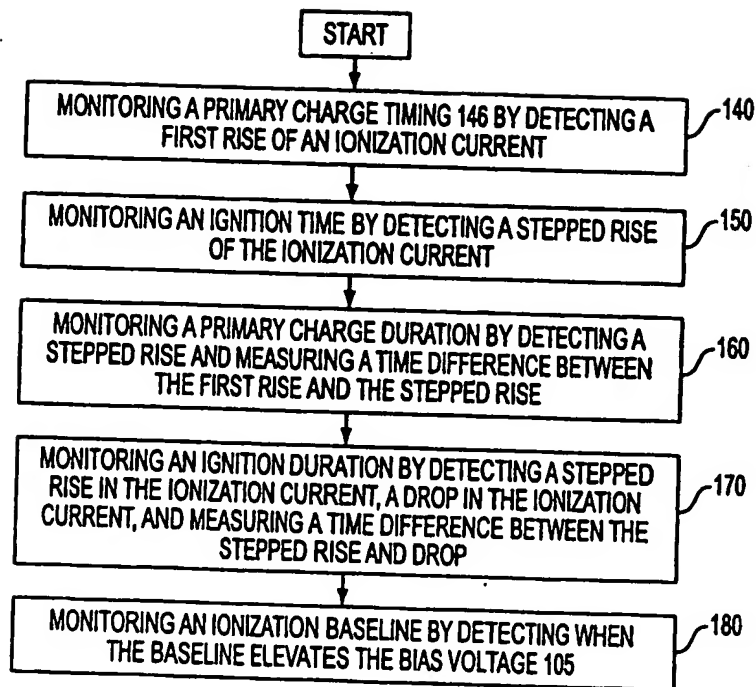 START
MONITORING A PRIMARY CHARGE TIMING 146 BY DETECTING A
FIRST RISE OF AN IONIZATION CURRENT
140
MONITORING AN IGNITION TIME BY DETECTING A STEPPED RISE
OF THE IONIZATION CURRENT
150
MONITORING A PRIMARY CHARGE DURATION BY DETECTING A
STEPPED RISE AND MEASURING A TIME DIFFERENCE BETWEEN
THE FIRST RISE AND THE STEPPED RISE
160
MONITORING AN IGNITION DURATION BY DETECTING A STEPPED
RISE IN THE IONIZATION CURRENT, A DROP IN THE IONIZATION
CURRENT, AND MEASURING A TIME DIFFERENCE BETWEEN THE
STEPPED RISE AND DROP
170
MONITORING AN IONIZATION BASELINE BY DETECTING WHEN
THE BASELINE ELEVATES THE BIAS VOLTAGE 105
180